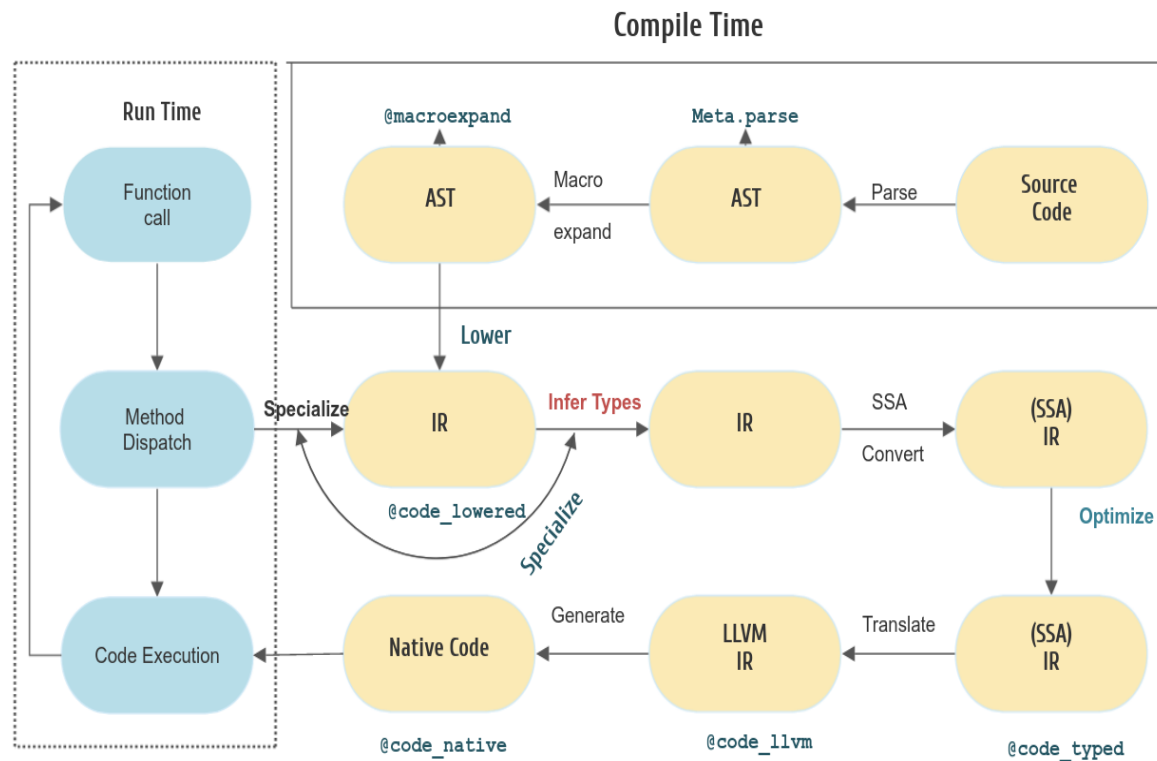 Compile Time
Run Time
@macroexpand
Meta.parse
Function
call
AST
Macro
expand
AST
Parse
Source
Code
Lower
Method
Dispatch
Specialize
IR
Infer Types
IR
SSA
Convert
(SSA)
IR
@code_lowered
Specialize
Optimize
Code Execution
Native Code
Generate
LLVM
IR
Translate
(SSA)
IR
@code_native
@code_llvm
@code_typed